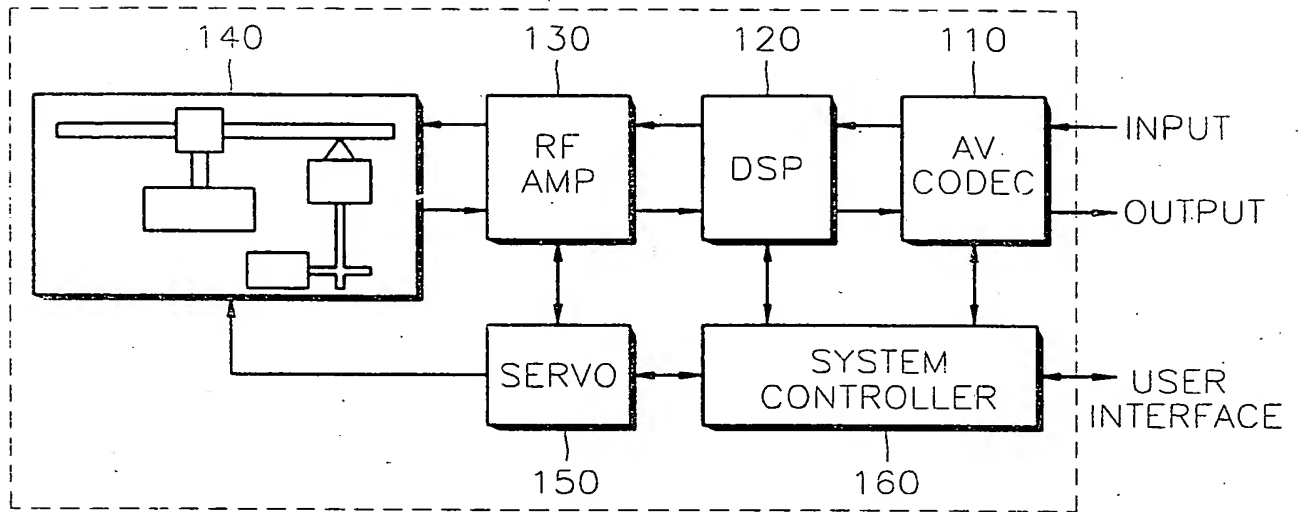 140
130
120
110
RF
AMP
DSP
AV
CODEC
INPUT
OUTPUT
SERVO
SYSTEM
CONTROLLER
USER
INTERFACE
150
160